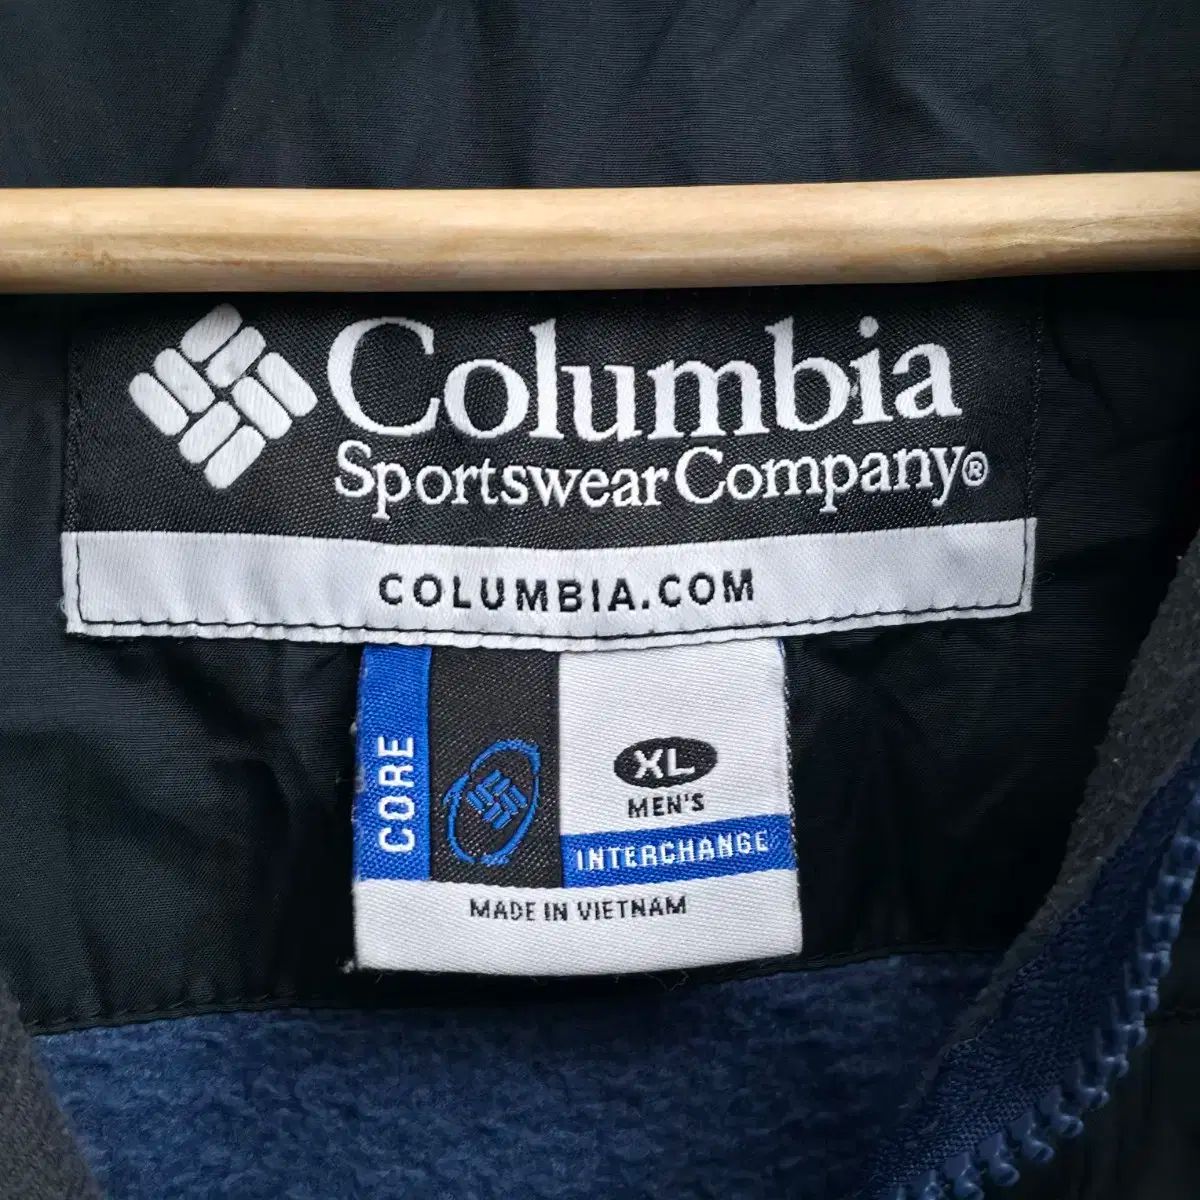 Columbia
Sportswear Company®
COLUMBIA.COM
CORE
XL
MEN'S
INTERCHANGE
MADE IN VIETNAM